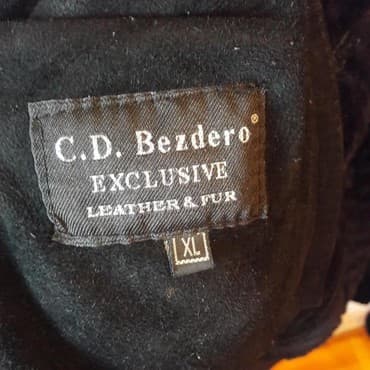 C.D. Bezdero®
EXCLUSIVE
LEATHER & FUR
XL